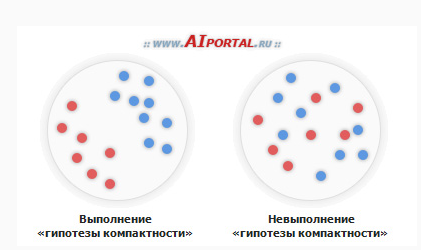 :: www.AIPORTAL.RU ::
Выполнение
«гипотезы компактности»
Невыполнение
«гипотезы компактности»